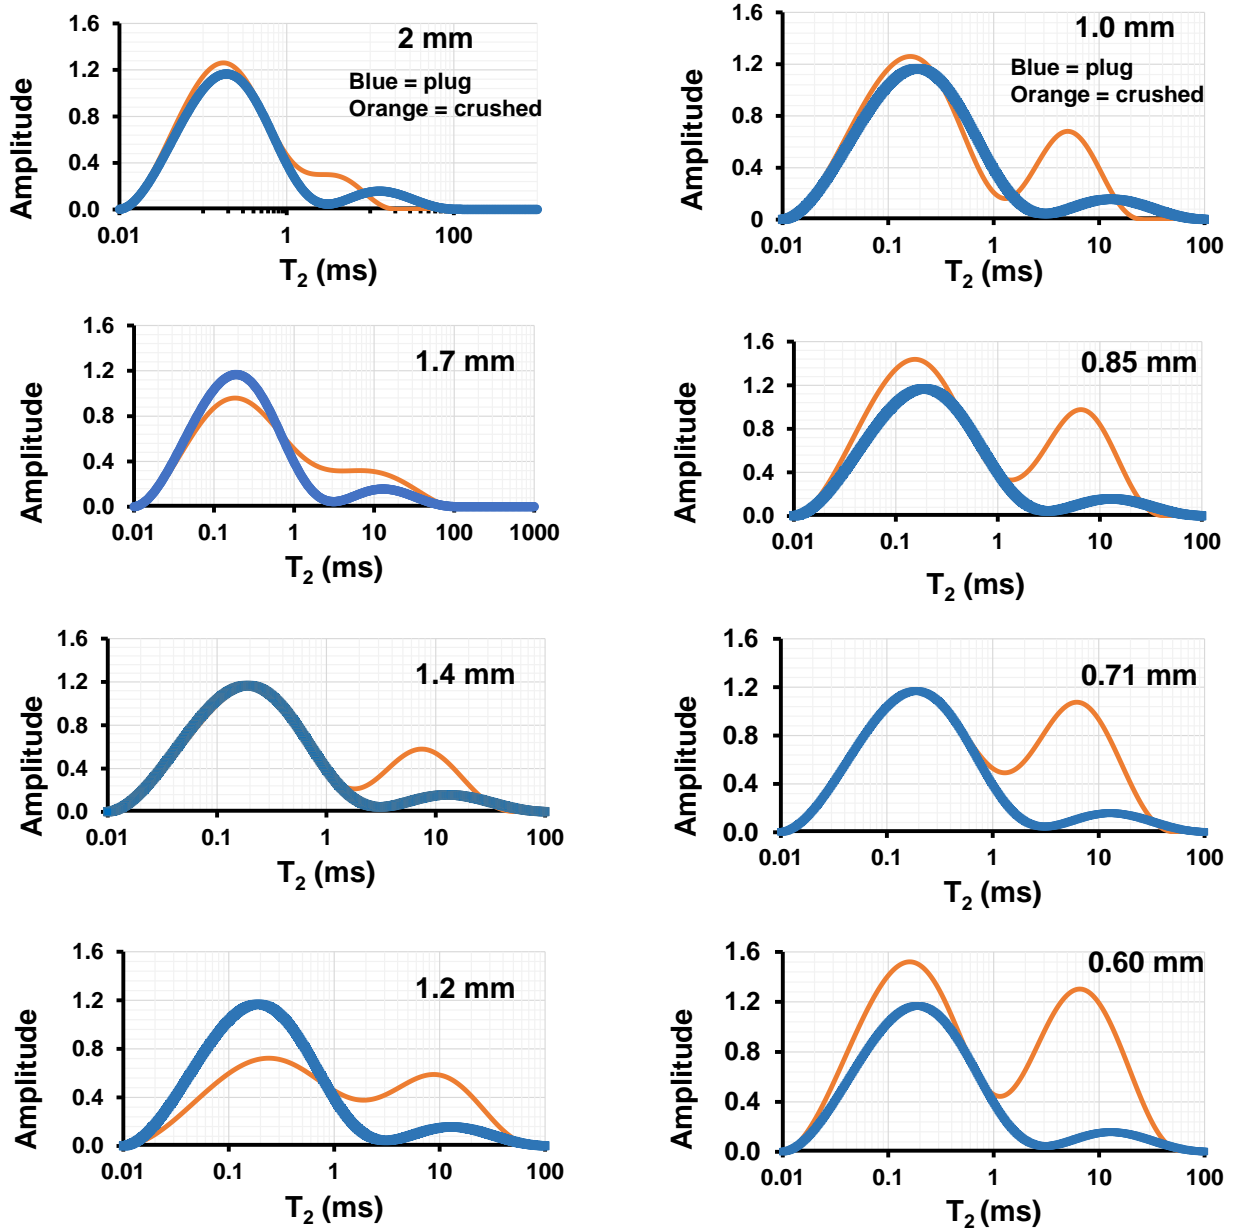 1.6
1.2
0.8
0.4
0.0
0.01
1
100
Amplitude
T2 (ms)
2 mm
Blue = plug
Orange = crushed
1.6
1.2
0.8
0.4
0
0.01
0.1
1
10
100
Amplitude
T2 (ms)
1.0 mm
Blue = plug
Orange = crushed
1.6
1.2
0.8
0.4
0.0
0.01
0.1
1
10
100
1000
Amplitude
T2 (ms)
1.7 mm
1.6
1.2
0.8
0.4
0.0
0.01
0.1
1
10
100
Amplitude
T2 (ms)
0.85 mm
1.6
1.2
0.8
0.4
0.0
0.01
0.1
1
10
100
Amplitude
T2 (ms)
1.4 mm
1.6
1.2
0.8
0.4
0.0
0.01
0.1
1
10
100
Amplitude
T2 (ms)
0.71 mm
1.6
1.2
0.8
0.4
0.0
0.01
0.1
1
10
100
Amplitude
T2 (ms)
1.2 mm
1.6
1.2
0.8
0.4
0.0
0.01
0.1
1
10
100
Amplitude
T2 (ms)
0.60 mm